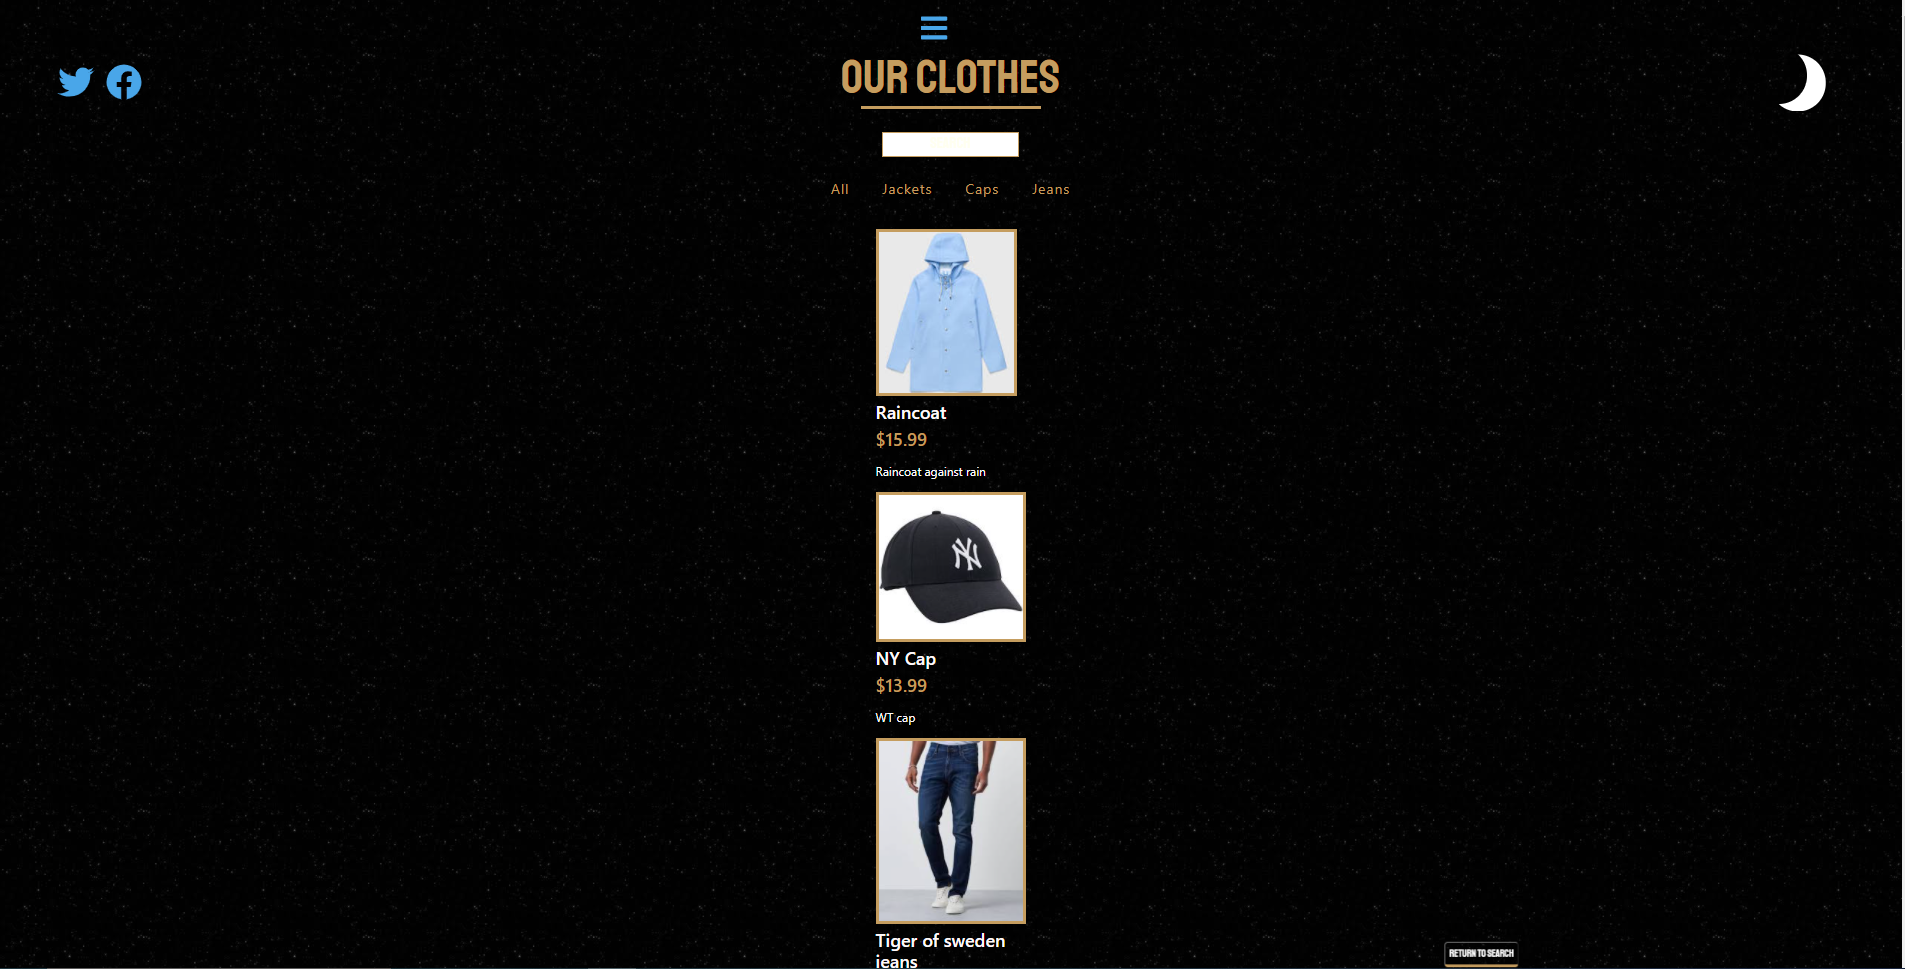 OUR CLOTHES
All Jackets Caps Jeans
Raincoat
$15.99
Raincoat against rain
NY
NY Cap
$13.99
WT cap
Tiger of sweden
jeans
RETURN TO SEARCH